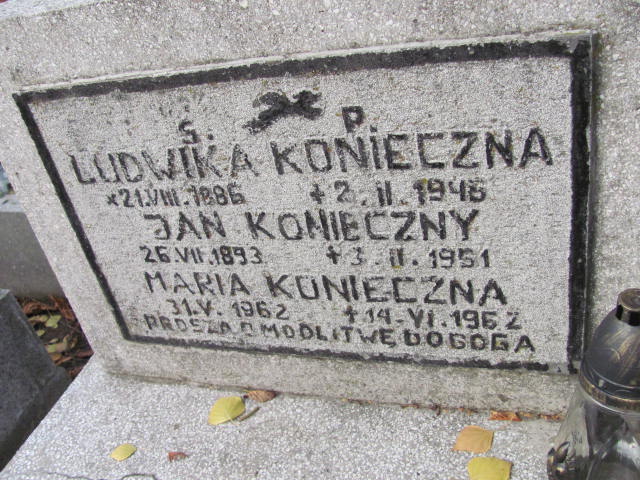 Ś. P.
LUDWIKA KONIECZNA
*21.VIII.1886 +2.II.1946
JAN KONIECZNY
26.VII.1893 +3.II.1951
MARIA KONIECZNA
31.V.1962 +14-VI.1962
PROSZĄ O MODLITWĘ DO BOGA